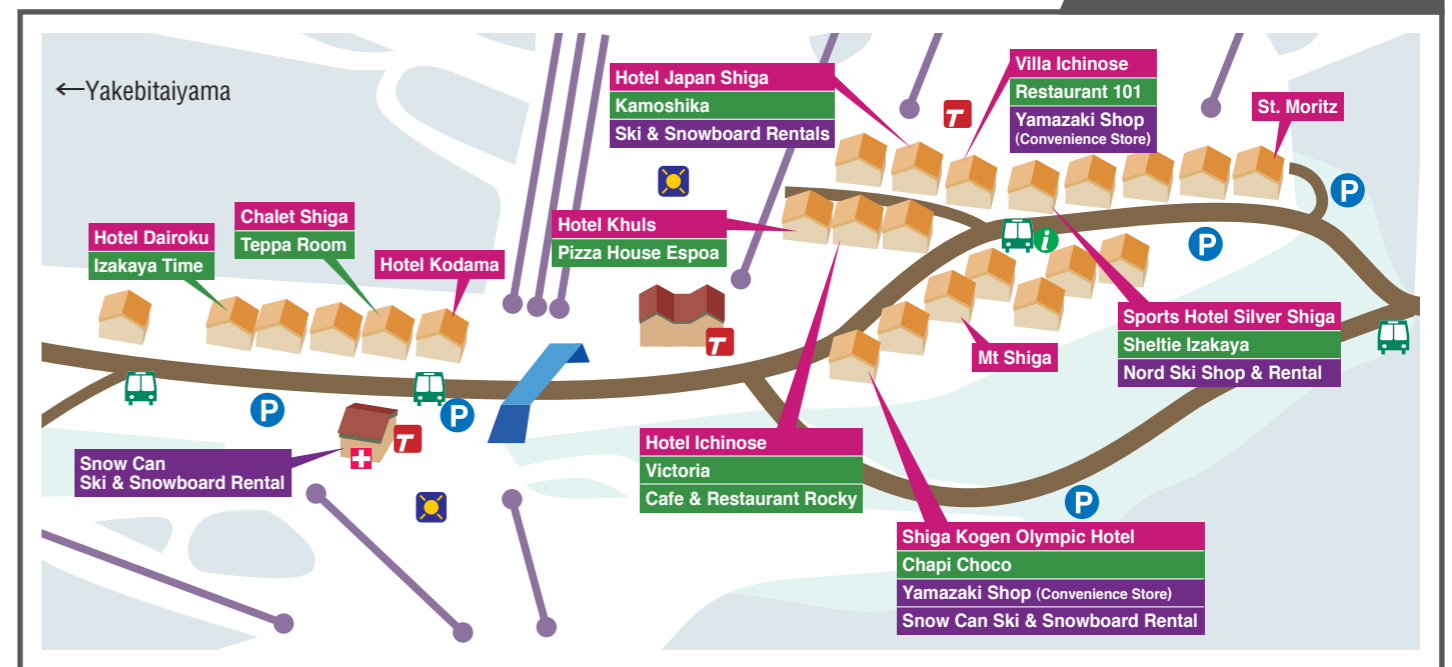 ←Yakebitaiyama
Hotel Japan Shiga
Kamoshika
Ski & Snowboard Rentals
Villa Ichinose
Restaurant 101
Yamazaki Shop
(Convenience Store)
St. Moritz
T
P
Hotel Dairoku
Izakaya Time
Chalet Shiga
Teppa Room
Hotel Kodama
Hotel Khuls
Pizza House Espoa
i
P
T
Mt Shiga
Sports Hotel Silver Shiga
Sheltie Izakaya
Nord Ski Shop & Rental
P
P
T
Snow Can
Ski & Snowboard Rental
Hotel Ichinose
Victoria
Cafe & Restaurant Rocky
P
Shiga Kogen Olympic Hotel
Chapi Choco
Yamazaki Shop (Convenience Store)
Snow Can Ski & Snowboard Rental